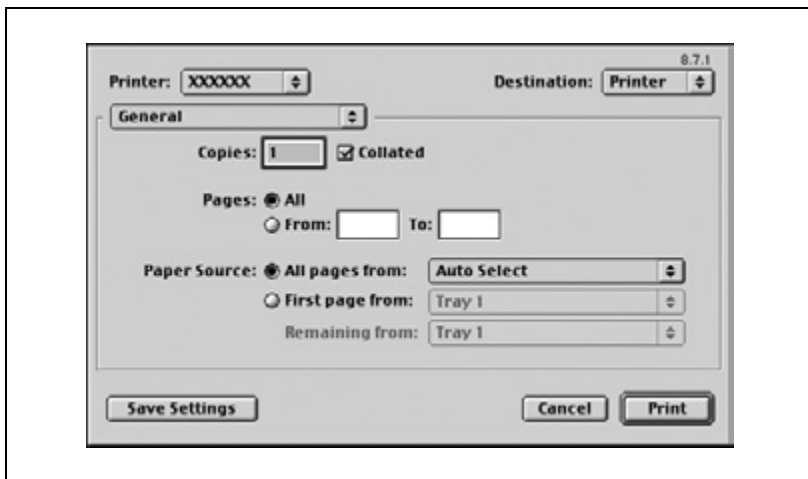 8.7.1
Printer: XXXXXX Destination: Printer
General
Copies: 1 Collated
Pages: All
From: To:
Paper Source: All pages from: Auto Select
First page from: Tray 1
Remaining from: Tray 1
Save Settings Cancel Print